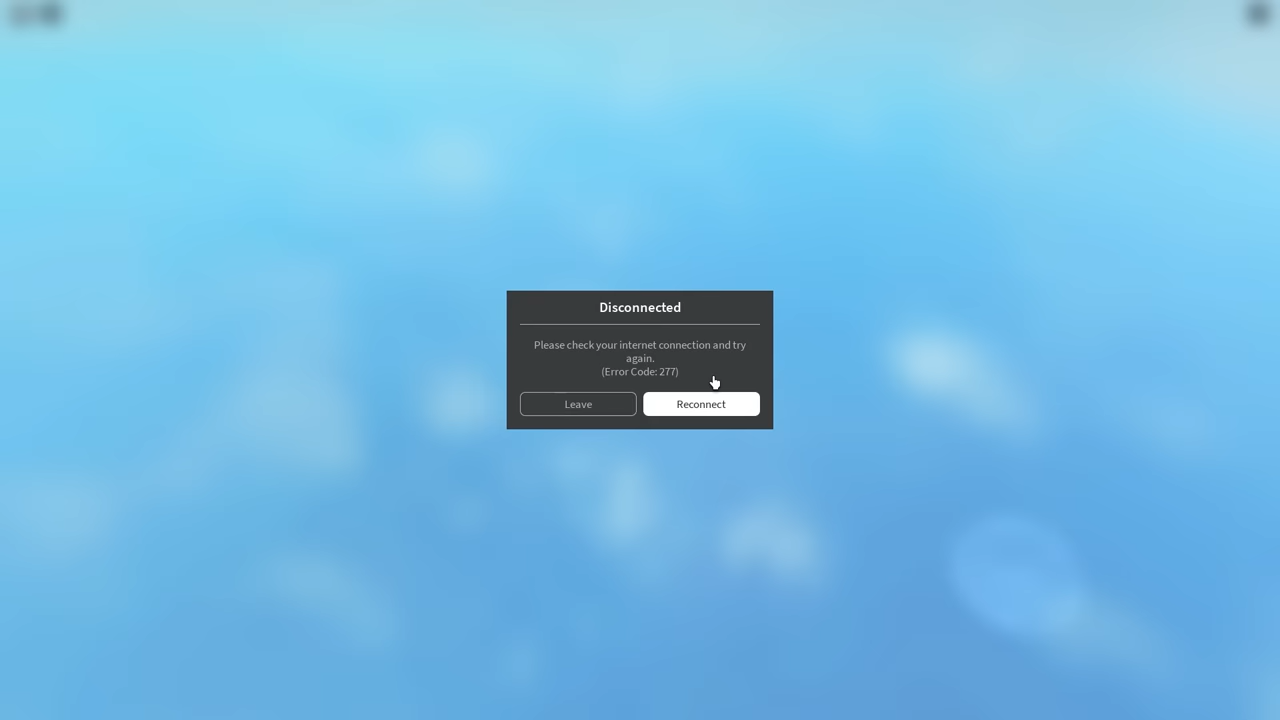 Disconnected
Please check your internet connection and try
again.
(Error Code: 277)
Leave
Reconnect